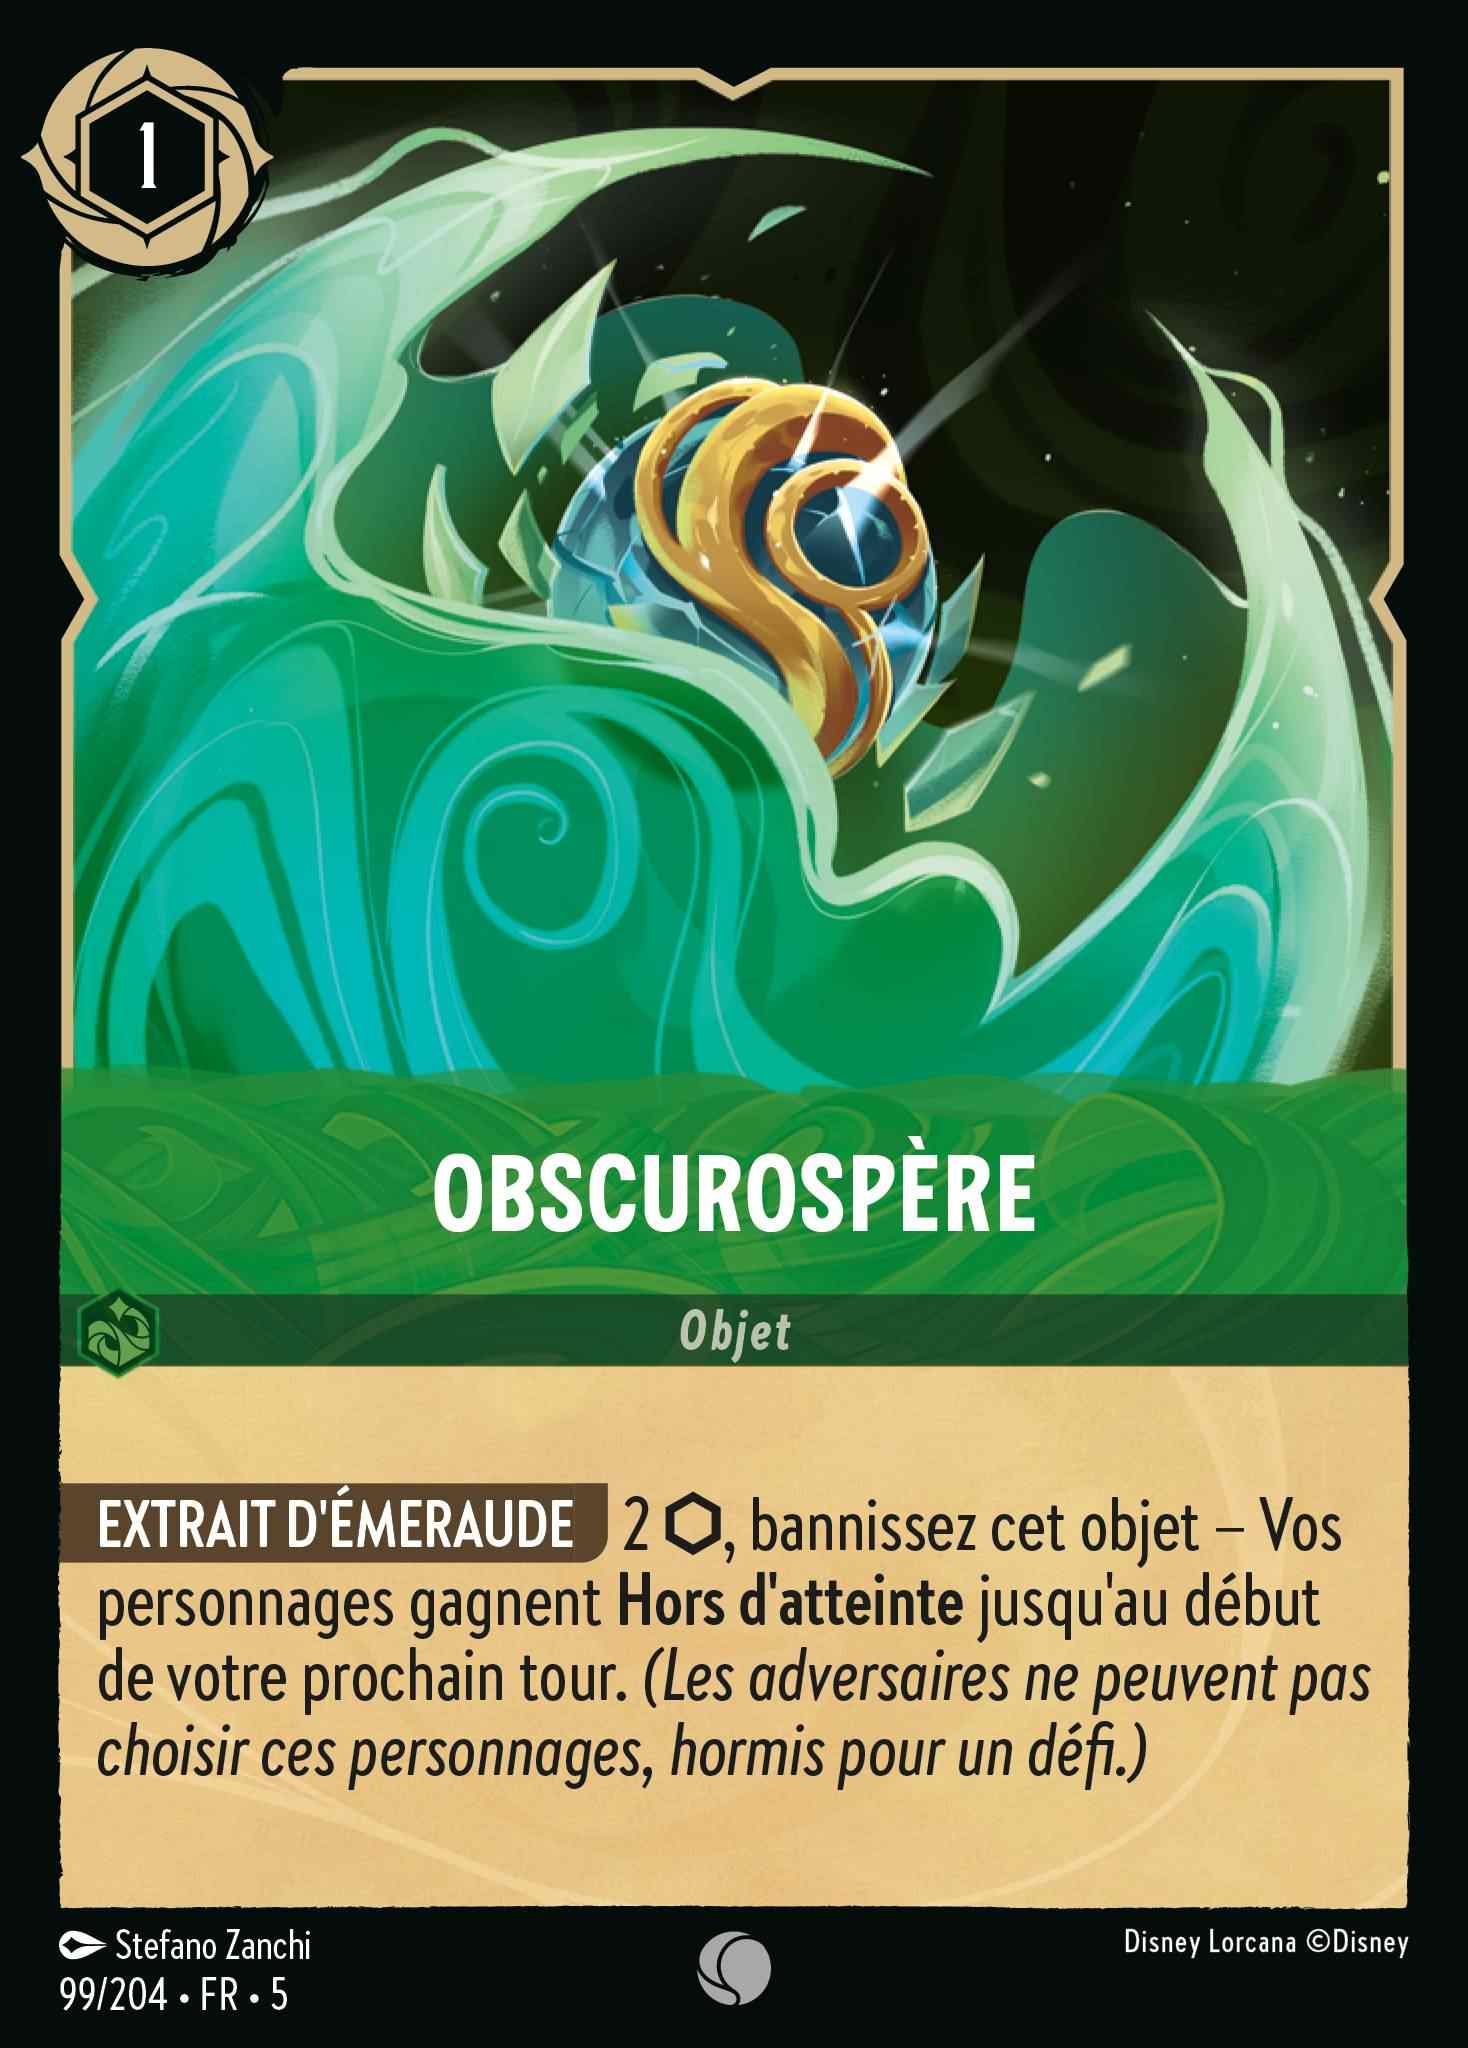 1
OBSCUROSPÈRE
Objet
EXTRAIT D'ÉMERAUDE 2 ⬡, bannissez cet objet – Vos
personnages gagnent Hors d'atteinte jusqu'au début
de votre prochain tour. (Les adversaires ne peuvent pas
choisir ces personnages, hormis pour un défi.)
Stefano Zanchi
Disney Lorcana ©Disney
99/204 • FR • 5